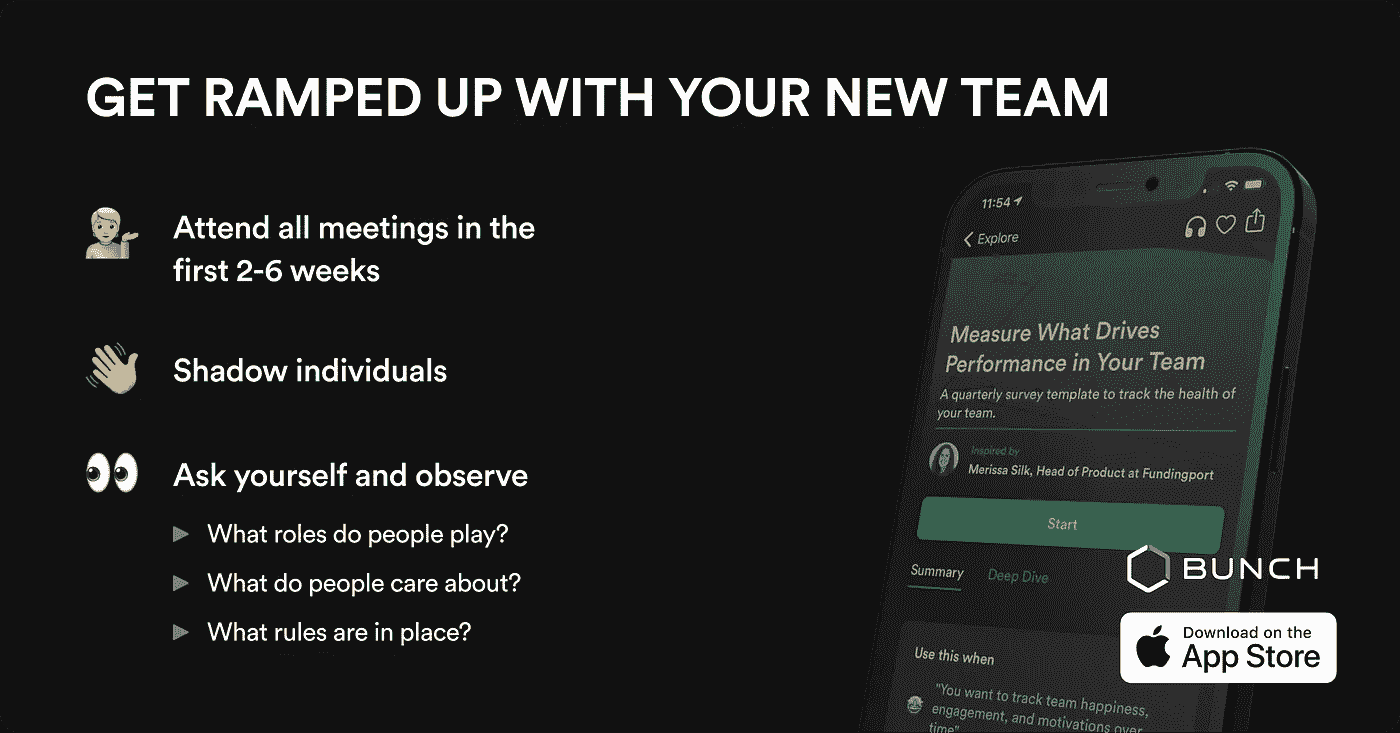 GET RAMPED UP WITH YOUR NEW TEAM
Attend all meetings in the
first 2-6 weeks
Shadow individuals
Ask yourself and observe
What roles do people play?
What do people care about?
What rules are in place?
11:54
Explore
Measure What Drives
Performance in Your Team
A quarterly survey template to track the health of
your team.
Inspired by
Merissa Silk, Head of Product at Fundingport
Start
Summary
Deep Dive
Use this when
"You want to track team happiness,
engagement, and motivations over
time"
BUNCH
Download on the
App Store